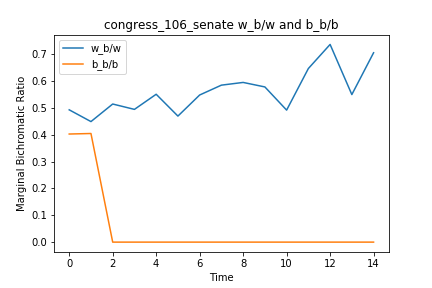 congress_106_senate w_b/w and b_b/b
w_b/w
b_b/b
Marginal Bichromatic Ratio
0.7
0.6
0.5
0.4
0.3
0.2
0.1
0.0
0 2 4 6 8 10 12 14
Time